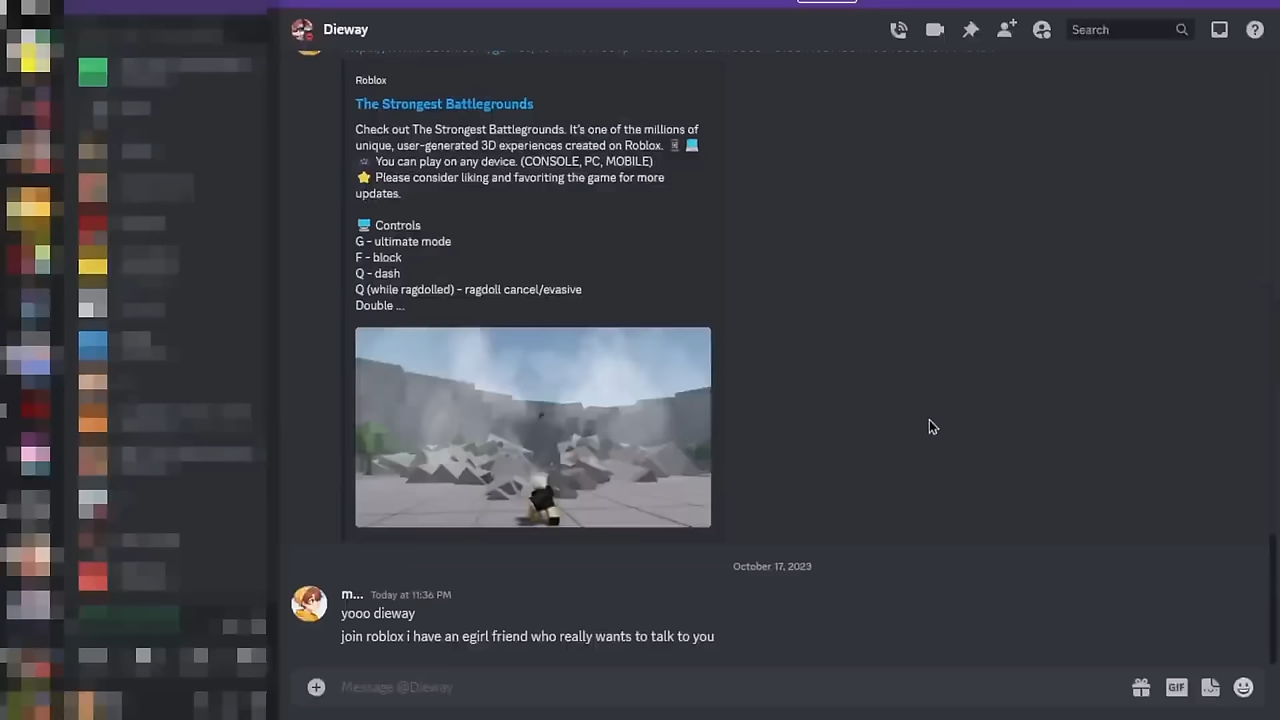 Dieway
Search
Roblox
The Strongest Battlegrounds
Check out The Strongest Battlegrounds. It's one of the millions of
unique, user-generated 3D experiences created on Roblox. 📱 💻
🎮 You can play on any device. (CONSOLE, PC, MOBILE)
⭐ Please consider liking and favoriting the game for more
updates.
🖥️ Controls
G - ultimate mode
F - block
Q - dash
Q (while ragdolled) - ragdoll cancel/evasive
Double ...
October 17, 2023
m... Today at 11:36 PM
yooo dieway
join roblox i have an egirl friend who really wants to talk to you
Message @Dieway
GIF